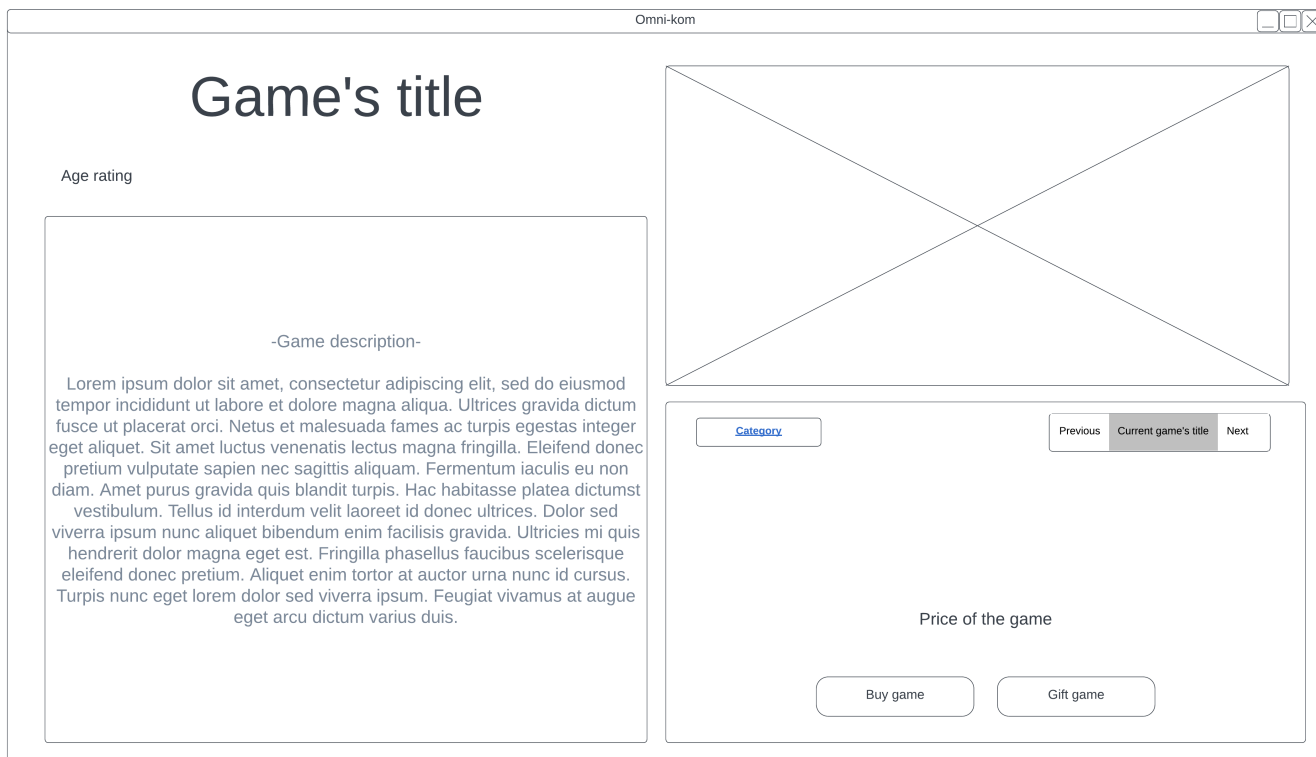 Omni-kom
Game's title
Age rating
-Game description-
Lorem ipsum dolor sit amet, consectetur adipiscing elit, sed do eiusmod
tempor incididunt ut labore et dolore magna aliqua. Ultrices gravida dictum
fusce ut placerat orci. Netus et malesuada fames ac turpis egestas integer
eget aliquet. Sit amet luctus venenatis lectus magna fringilla. Eleifend donec
pretium vulputate sapien nec sagittis aliquam. Fermentum iaculis eu non
diam. Amet purus gravida quis blandit turpis. Hac habitasse platea dictumst
vestibulum. Tellus id interdum velit laoreet id donec ultrices. Dolor sed
viverra ipsum nunc aliquet bibendum enim facilisis gravida. Ultricies mi quis
hendrerit dolor magna eget est. Fringilla phasellus faucibus scelerisque
eleifend donec pretium. Aliquet enim tortor at auctor urna nunc id cursus.
Turpis nunc eget lorem dolor sed viverra ipsum. Feugiat vivamus at augue
eget arcu dictum varius duis.
Category
Previous Current game's title Next
Price of the game
Buy game
Gift game